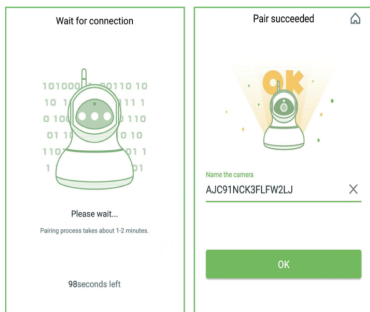 Wait for connection
Please wait...
Pairing process takes about 1-2 minutes.
98seconds left
Pair succeeded
OK
Name the camera
AJC91NCK3FLFW2LJ
OK